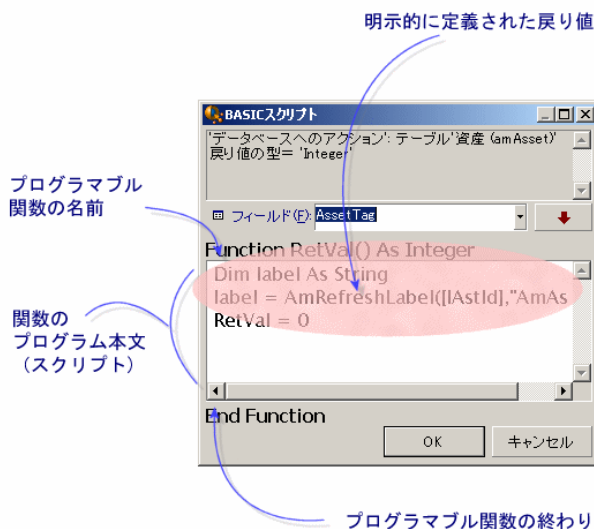 明示的に定義された戻り値
BASICスクリプト
'データベースへのアクション': テーブル'資産 (amAsset)'
戻り値の型= 'Integer'
プログラマブル
関数の名前
フィールド(F): AssetTag
Function RetVal() As Integer
Dim label As String
label = AmRefreshLabel([lAstId],"AmAs
RetVal = 0
関数の
プログラム本文
(スクリプト)
End Function
OK キャンセル
プログラマブル関数の終わり